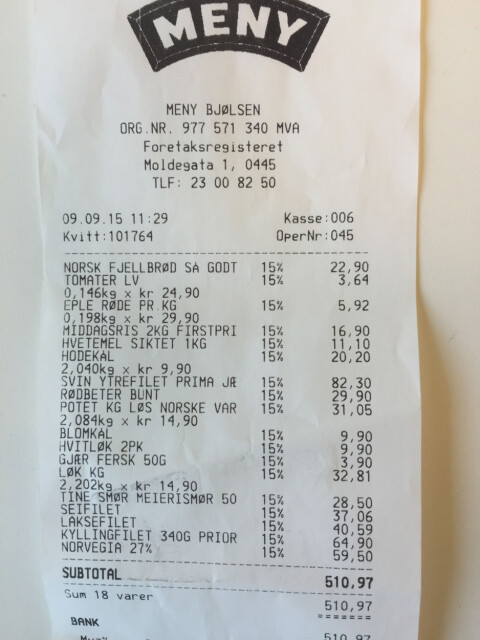 MENY
MENY BJØLSEN
ORG.NR. 977 571 340 MVA
Foretaksregisteret
Moldegata 1, 0445
TLF: 23 00 82 50
09.09.15 11:29 Kasse:006
Kvitt:101764 OperNr:045
NORSK FJELLBRØD SA GODT 15% 22,90
TOMATER LV 15% 3,64
0,146kg x kr 24,90
EPLE RØDE PR KG 15% 5,92
0,198kg x kr 29,90
MIDDAGSRIS 2KG FIRSTPRI 15% 16,90
HVETEMEL SIKTET 1KG 15% 11,10
HODEKÅL 15% 20,20
2,040kg x kr 9,90
SVIN YTREFILET PRIMA JÆ 15% 82,30
RØDBETER BUNT 15% 29,90
POTET KG LØS NORSKE VAR 15% 31,05
2,084kg x kr 14,90
BLOMKÅL 15% 9,90
HVITLØK 2PK 15% 9,90
GJÆR FERSK 50G 15% 3,90
LØK KG 15% 32,81
2,202kg x kr 14,90
TINE SMØR MEIERISMØR 50 15% 28,50
SEIFILET 15% 37,06
LAKSEFILET 15% 40,59
KYLLINGFILET 340G PRIOR 15% 64,90
NORVEGIA 27% 15% 59,50
SUBTOTAL 510,97
Sum 18 varer 510,97
BANK
510,97